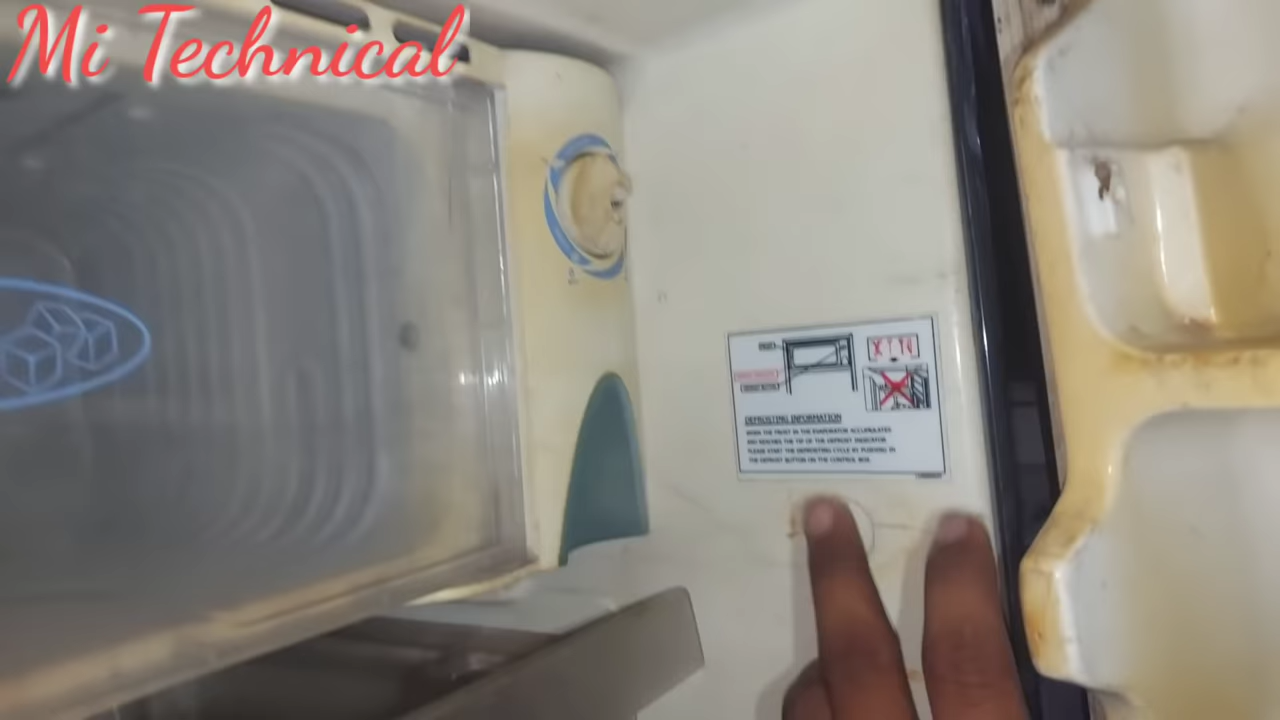 Mi Technical
DEFROSTING INFORMATION
WHEN THE FROST IN THE EVAPORATOR ACCUMULATES
AND REACHES THE TIP OF THE DEFROST INDICATOR
PLEASE START THE DEFROSTING CYCLE BY PUSHING IN
THE DEFROST BUTTON ON THE CONTROL BOX.